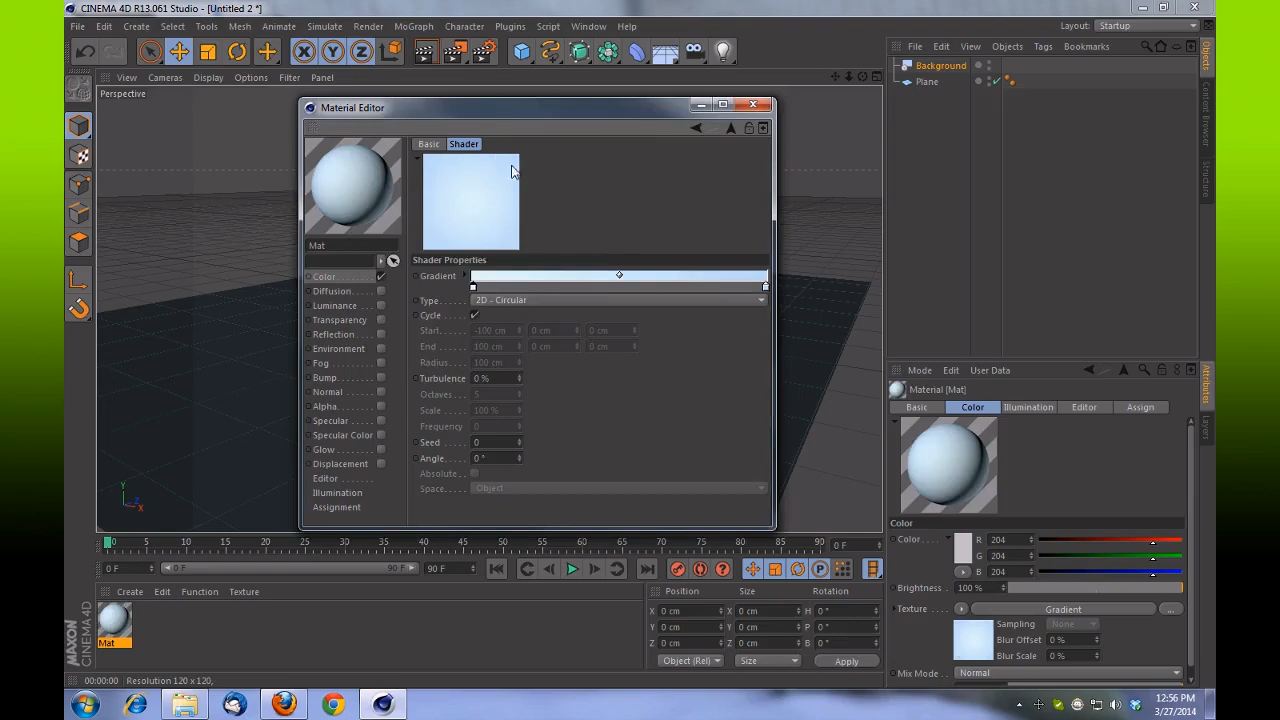 CINEMA 4D R13.061 Studio - [Untitled 2 *]
File Edit Create Select Tools Mesh Animate Simulate Render MoGraph Character Plugins Script Window Help
Layout: Startup
View Cameras Display Options Filter Panel
Perspective
Material Editor
Basic Shader
Mat
Color
Diffusion
Luminance
Transparency
Reflection
Environment
Fog
Bump
Normal
Alpha
Specular
Specular Color
Glow
Displacement
Editor
Illumination
Assignment
Shader Properties
Gradient
Type 2D - Circular
Cycle
Start -100 cm 0 cm 0 cm
End 100 cm 0 cm 0 cm
Radius 100 cm
Turbulence 0 %
Octaves 5
Scale 100 %
Frequency 0
Seed 0
Angle 0 °
Absolute
Space Object
File Edit View Objects Tags Bookmarks
Background
Plane
Objects
Content Browser
Structure
Mode Edit User Data
Material [Mat]
Basic Color Illumination Editor Assign
Attributes
Layers
Color
Color R 204
G 204
B 204
Brightness 100 %
Texture Gradient ...
Sampling None
Blur Offset 0 %
Blur Scale 0 %
Mix Mode Normal
Y Z X
0 5 10 15 20 25 30 35 40 45 50 55 60 65 70 75 80 85 90 0 F
0 F 0 F 90 F 90 F
Create Edit Function Texture
Mat
Position Size Rotation
X 0 cm X 0 cm H 0 °
Y 0 cm Y 0 cm P 0 °
Z 0 cm Z 0 cm B 0 °
Object (Rel) Size Apply
MAXON CINEMA 4D
00:00:00 Resolution 120 x 120,
12:56 PM
3/27/2014